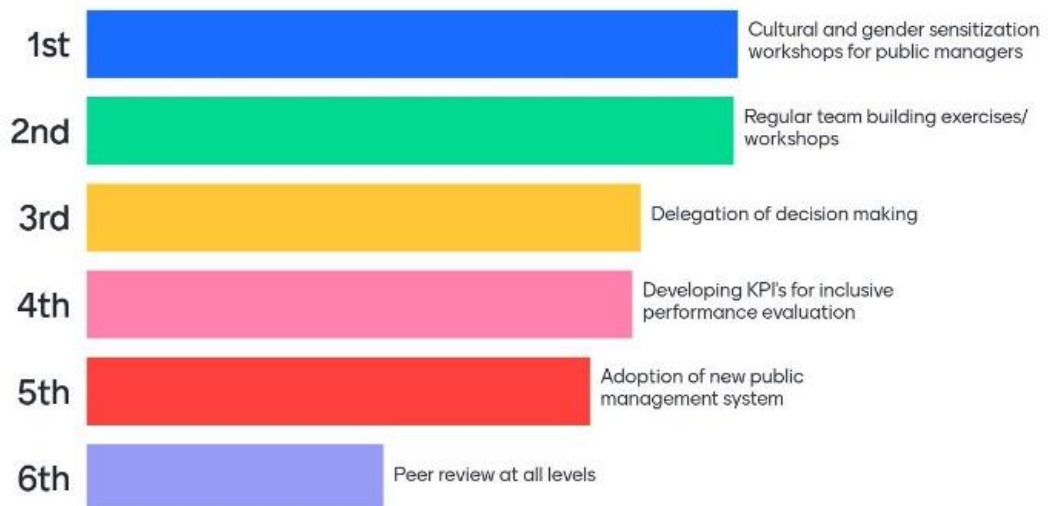 1st
Cultural and gender sensitization
workshops for public managers
2nd
Regular team building exercises/
workshops
3rd
Delegation of decision making
4th
Developing KPI's for inclusive
performance evaluation
5th
Adoption of new public
management system
6th
Peer review at all levels